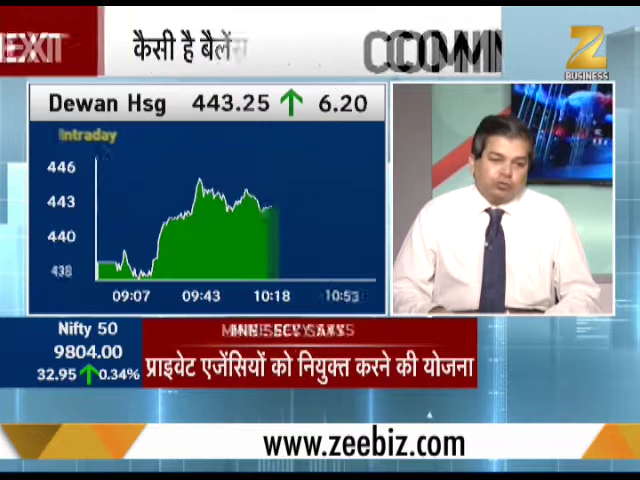 EXT
कैसी है बैलेंस
Z
BUSINESS
Dewan Hsg 443.25 6.20
Intraday
446
443
440
438
09:07 09:43 10:18 10:53
Nifty 50
9804.00
32.95 0.34%
प्राइवेट एजेंसियों को नियुक्त करने की योजना
www.zeebiz.com